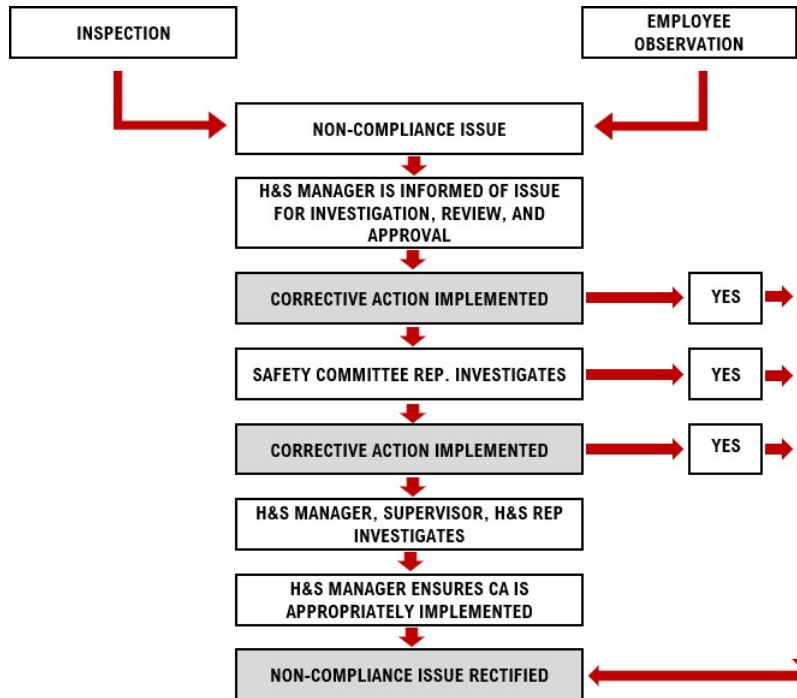 INSPECTION
EMPLOYEE
OBSERVATION
NON-COMPLIANCE ISSUE
H&S MANAGER IS INFORMED OF ISSUE
FOR INVESTIGATION, REVIEW, AND
APPROVAL
CORRECTIVE ACTION IMPLEMENTED
YES
SAFETY COMMITTEE REP. INVESTIGATES
YES
CORRECTIVE ACTION IMPLEMENTED
YES
H&S MANAGER, SUPERVISOR, H&S REP
INVESTIGATES
H&S MANAGER ENSURES CA IS
APPROPRIATELY IMPLEMENTED
NON-COMPLIANCE ISSUE RECTIFIED